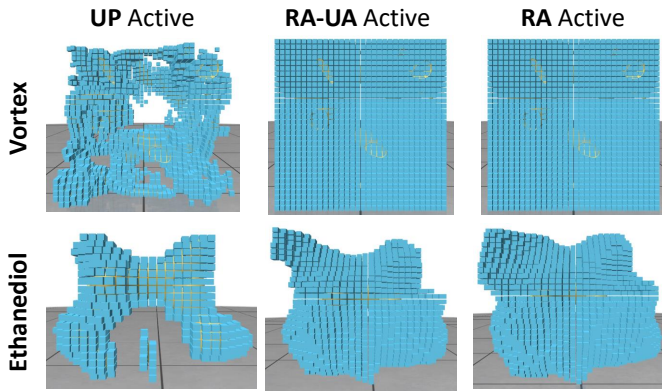 UP Active
RA-UA Active
RA Active
Vortex
Ethanediol